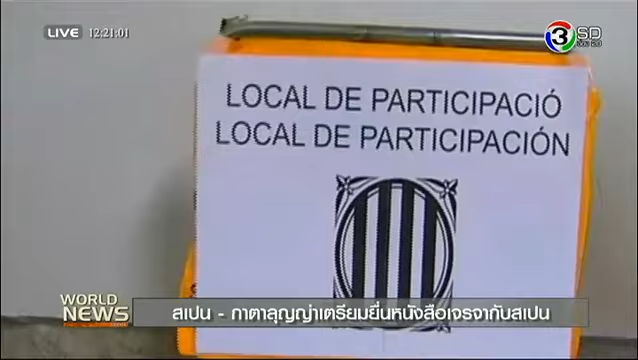 LIVE 12:21:01
3 SD
LOCAL DE PARTICIPACIÓ
LOCAL DE PARTICIPACIÓN
WORLD
NEWS
สเปน - กาตาลุญญ่าเตรียมยื่นหนังสือเจรจากับสเปน